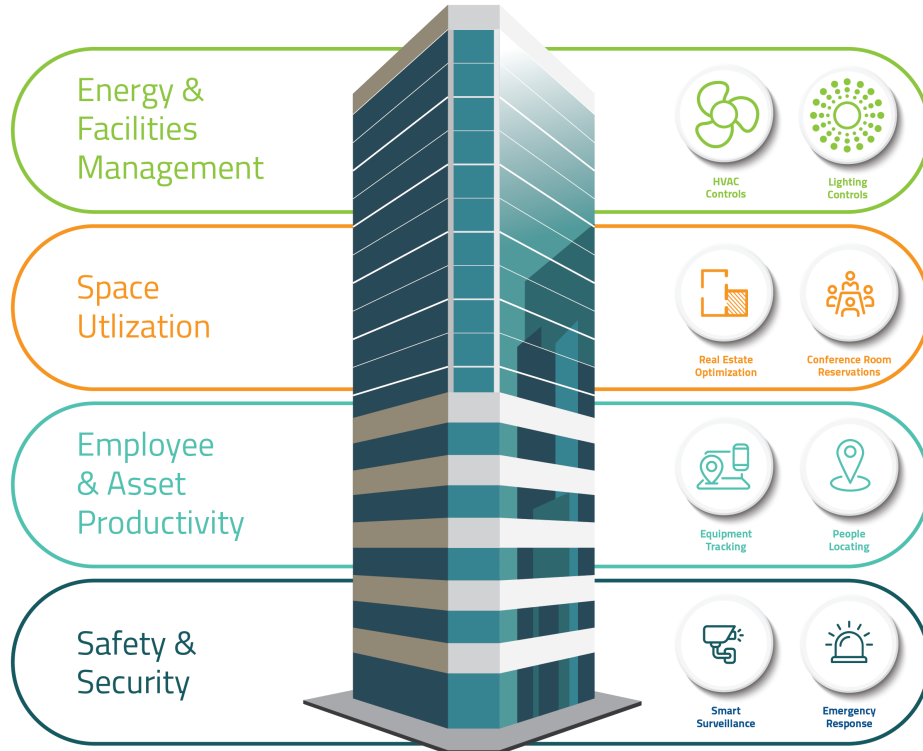 Energy &
Facilities
Management
HVAC
Controls
Lighting
Controls
Space
Utlization
Real Estate
Optimization
Conference Room
Reservations
Employee
& Asset
Productivity
Equipment
Tracking
People
Locating
Safety &
Security
Smart
Surveillance
Emergency
Response